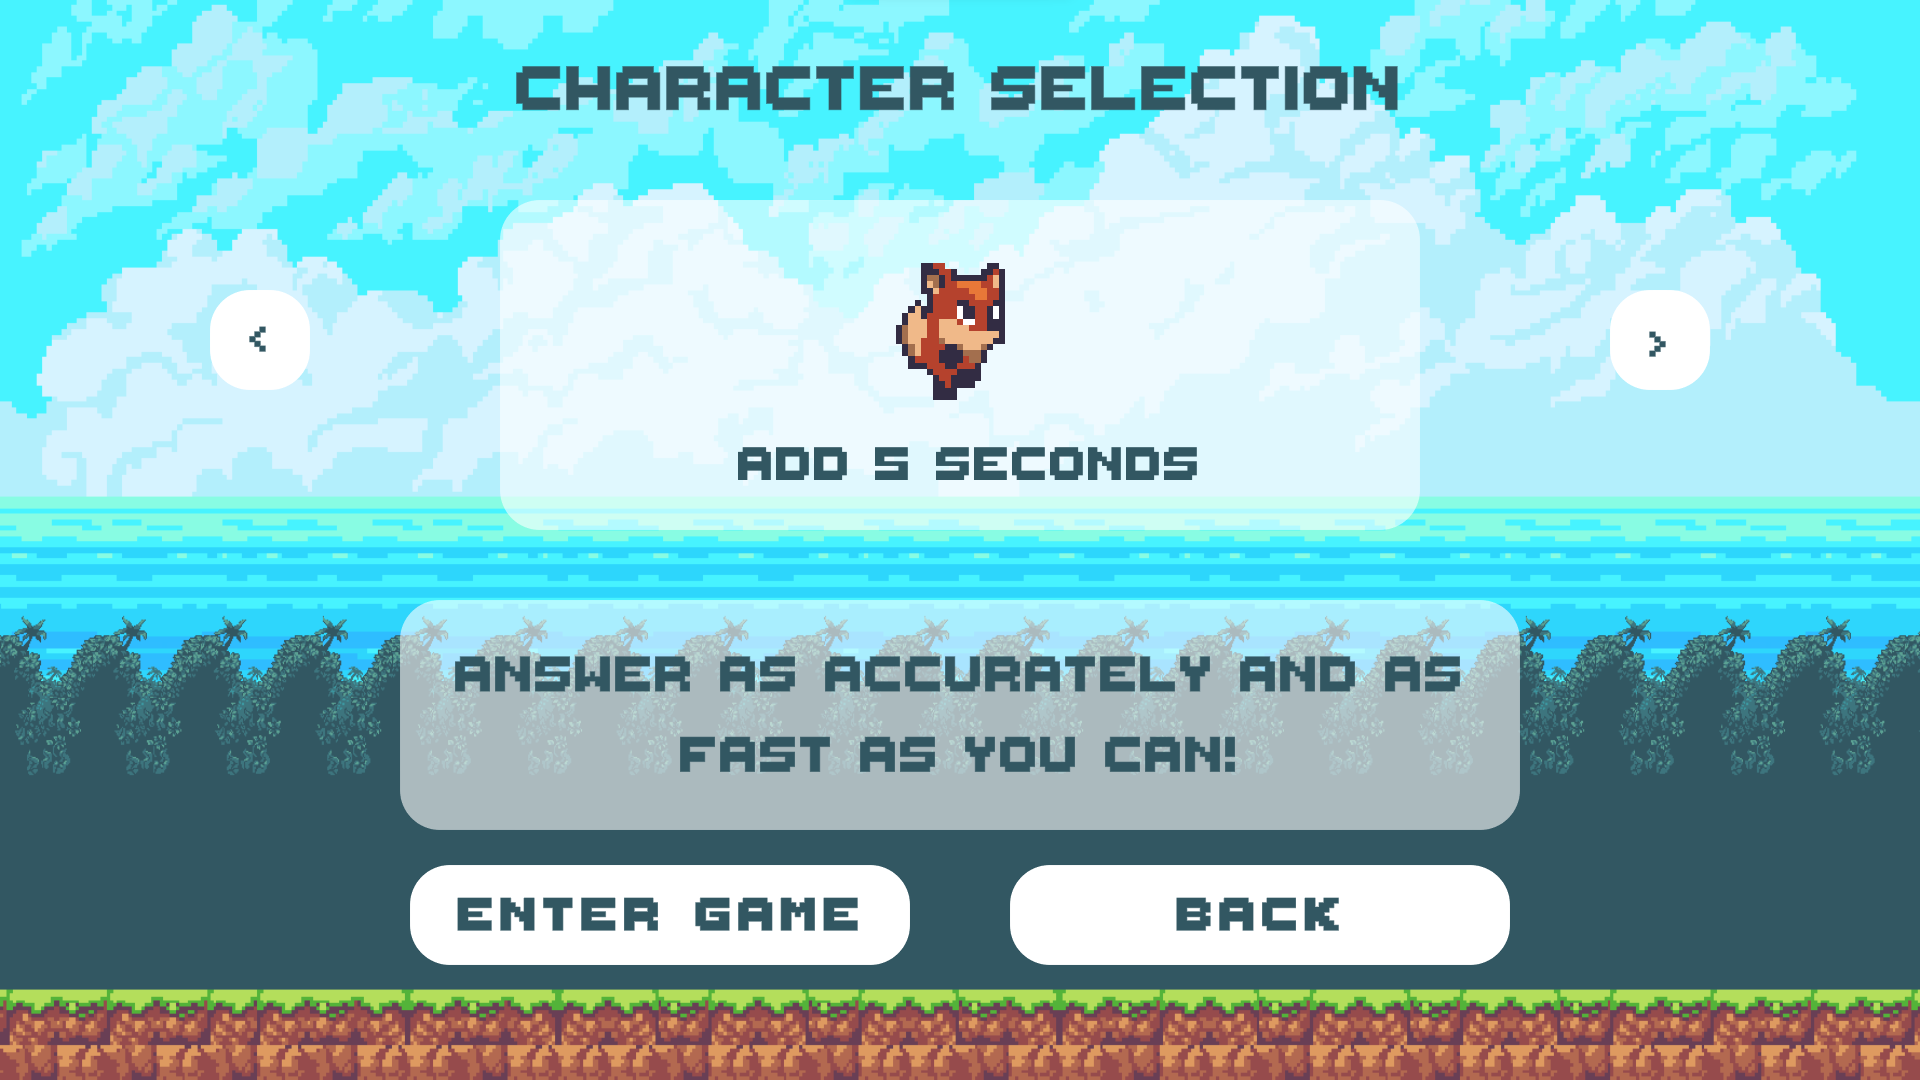 CHARACTER SELECTION
<
>
ADD 5 SECONDS
ANSWER AS ACCURATELY AND AS
FAST AS YOU CAN!
ENTER GAME
BACK